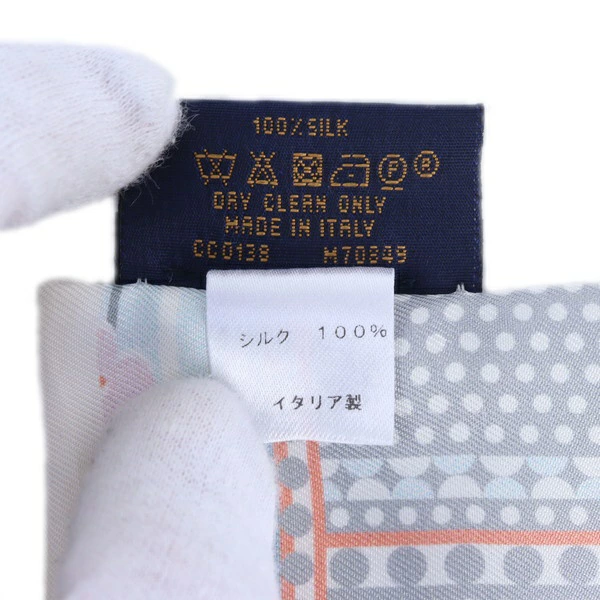 100% SILK
DRY CLEAN ONLY
MADE IN ITALY
CC0138 M70849
シルク 100%
イタリア製